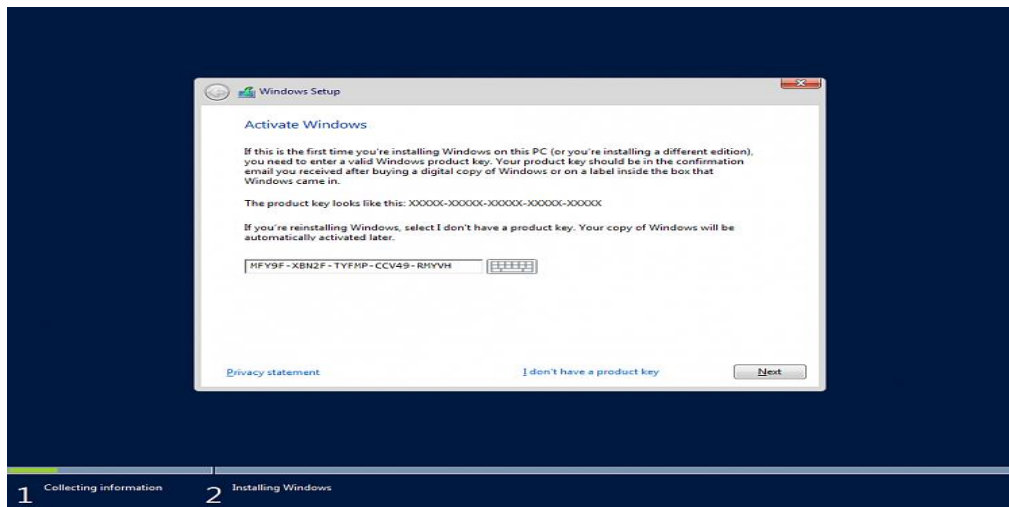 Windows Setup
Activate Windows
If this is the first time you're installing Windows on this PC (or you're installing a different edition),
you need to enter a valid Windows product key. Your product key should be in the confirmation
email you received after buying a digital copy of Windows or on a label inside the box that
Windows came in.
The product key looks like this: XXXXX-XXXXX-XXXXX-XXXXX-XXXXX
If you're reinstalling Windows, select I don't have a product key. Your copy of Windows will be
automatically activated later.
MFY9F-XBN2F-TYFMP-CCV49-RMYVH
Privacy statement I don't have a product key Next
1 Collecting information 2 Installing Windows